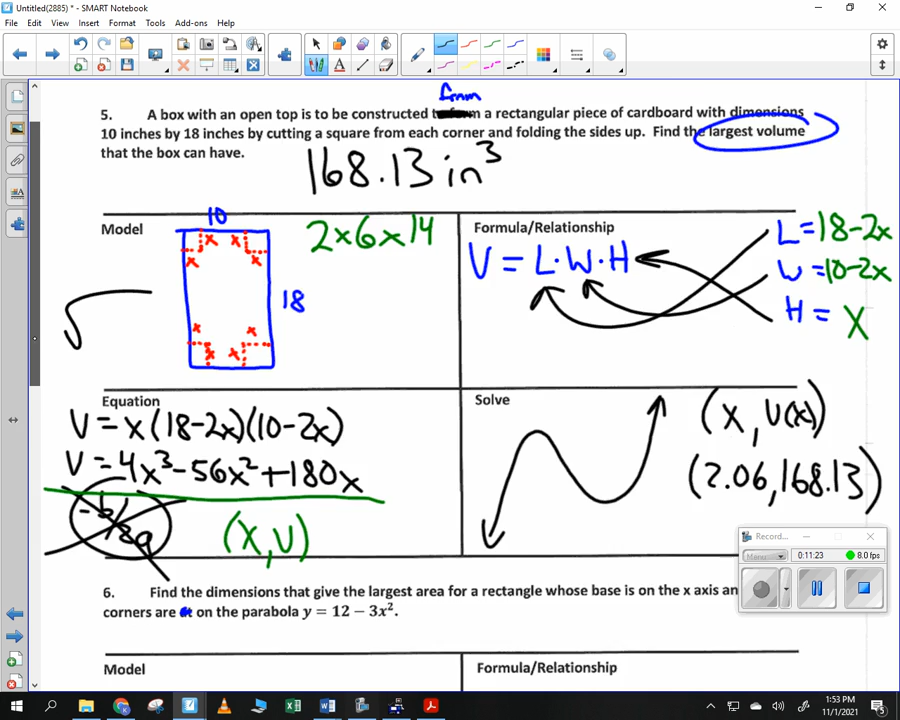 Untitled(2885) * - SMART Notebook
File Edit View Insert Format Tools Add-ons Help
from
5. A box with an open top is to be constructed a rectangular piece of cardboard with dimensions
10 inches by 18 inches by cutting a square from each corner and folding the sides up. Find the largest volume
that the box can have.
168.13 in³
Model
10
2x6x14
x x
x x
18
x x
x x
Formula/Relationship
V = L·W·H
L=18-2x
W=10-2x
H = X
Equation
V = x(18-2x)(10-2x)
V = 4x³-56x²+180x
-b/2a
(X,V)
Solve
(X,V(x))
(2.06,168.13)
Record...
Menu
0:11:23
8.0 fps
6. Find the dimensions that give the largest area for a rectangle whose base is on the x axis an
corners are on the parabola y = 12 − 3x².
Model
Formula/Relationship
1:53 PM
11/1/2021
5